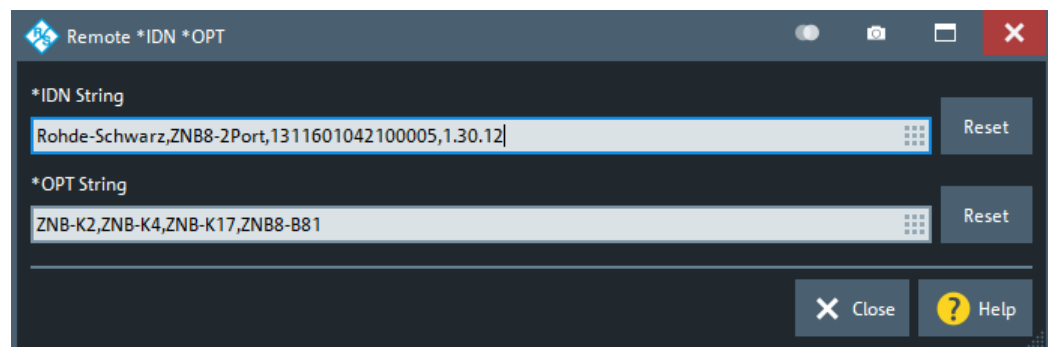 Remote *IDN *OPT
*IDN String
Rohde-Schwarz,ZNB8-2Port,1311601042100005,1.30.12
Reset
*OPT String
ZNB-K2,ZNB-K4,ZNB-K17,ZNB8-B81
Reset
Close
? Help